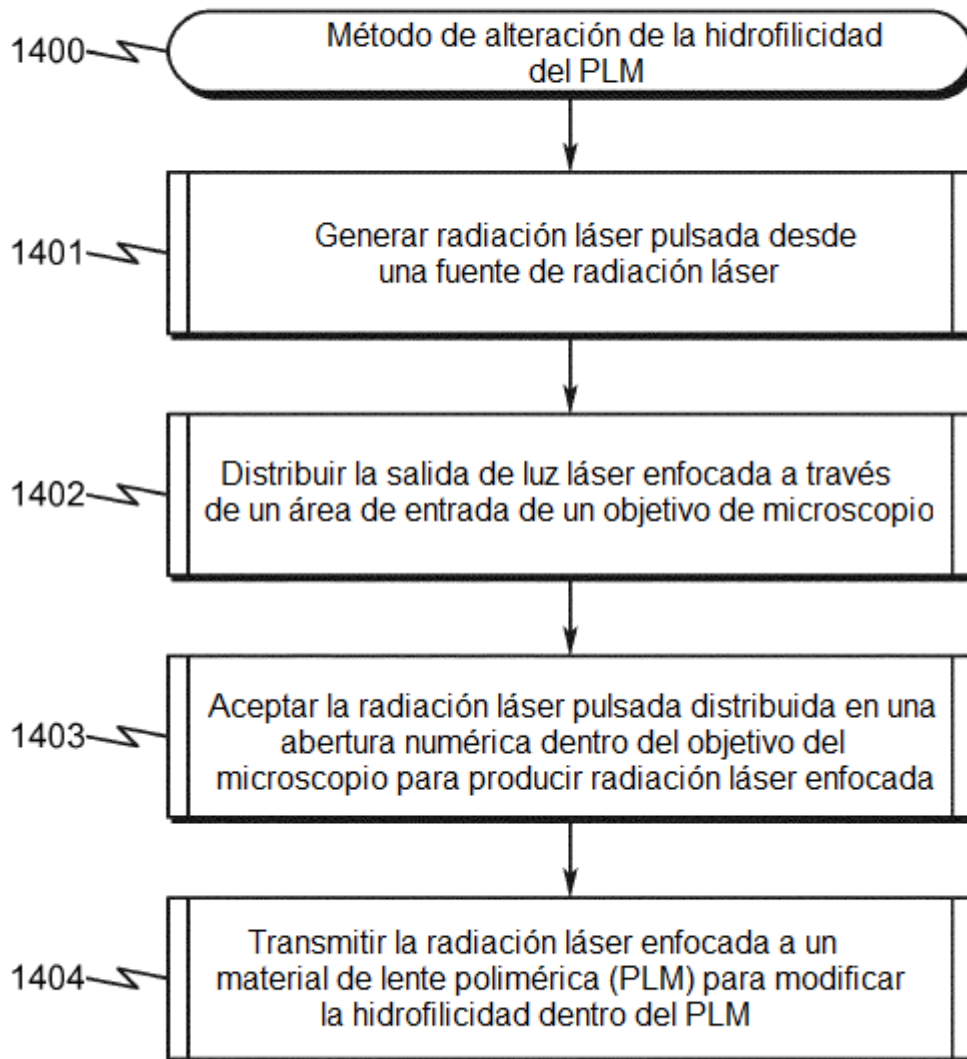 1400
Método de alteración de la hidrofilicidad
del PLM
1401
Generar radiación láser pulsada desde
una fuente de radiación láser
1402
Distribuir la salida de luz láser enfocada a través
de un área de entrada de un objetivo de microscopio
1403
Aceptar la radiación láser pulsada distribuida en una
abertura numérica dentro del objetivo del
microscopio para producir radiación láser enfocada
1404
Transmitir la radiación láser enfocada a un
material de lente polimérica (PLM) para modificar
la hidrofilicidad dentro del PLM